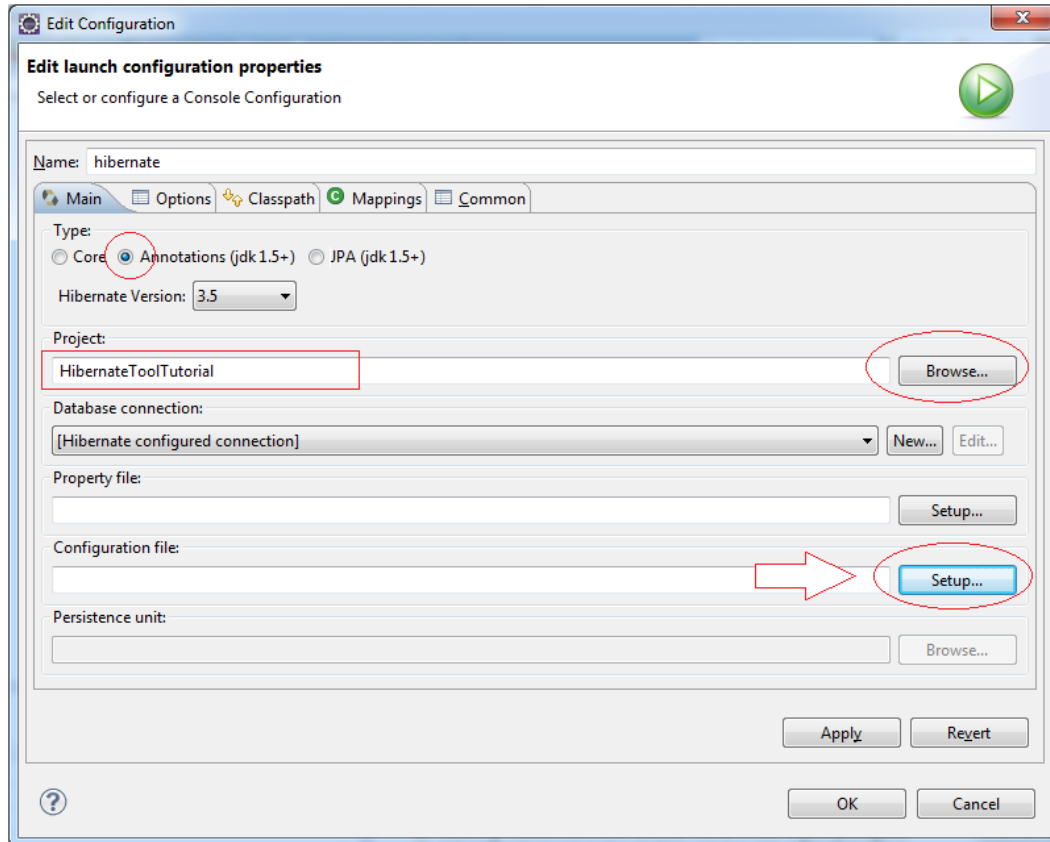 Edit Configuration
x
Edit launch configuration properties
Select or configure a Console Configuration
Name: hibernate
Main Options Classpath C Mappings Common
Type:
Core Annotations (jdk 1.5+) JPA (jdk 1.5+)
Hibernate Version: 3.5
Project:
HibernateToolTutorial Browse...
Database connection:
[Hibernate configured connection] New... Edit...
Property file:
Setup...
Configuration file:
Setup...
Persistence unit:
Browse...
Apply Revert
? OK Cancel